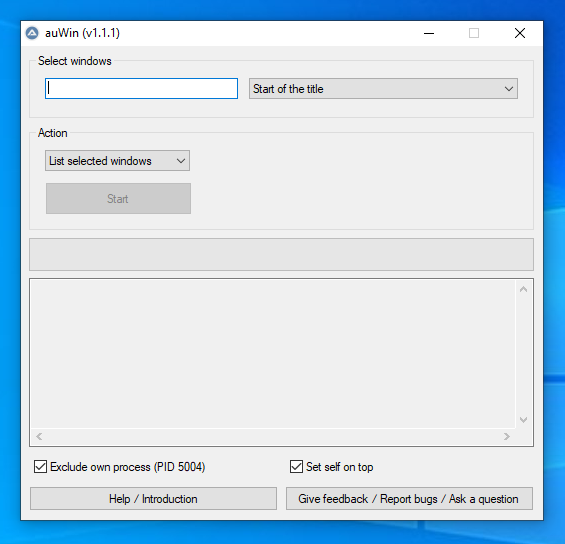 auWin (v1.1.1)
Select windows
Start of the title
Action
List selected windows
Start
Exclude own process (PID 5004)
Set self on top
Help / Introduction
Give feedback / Report bugs / Ask a question